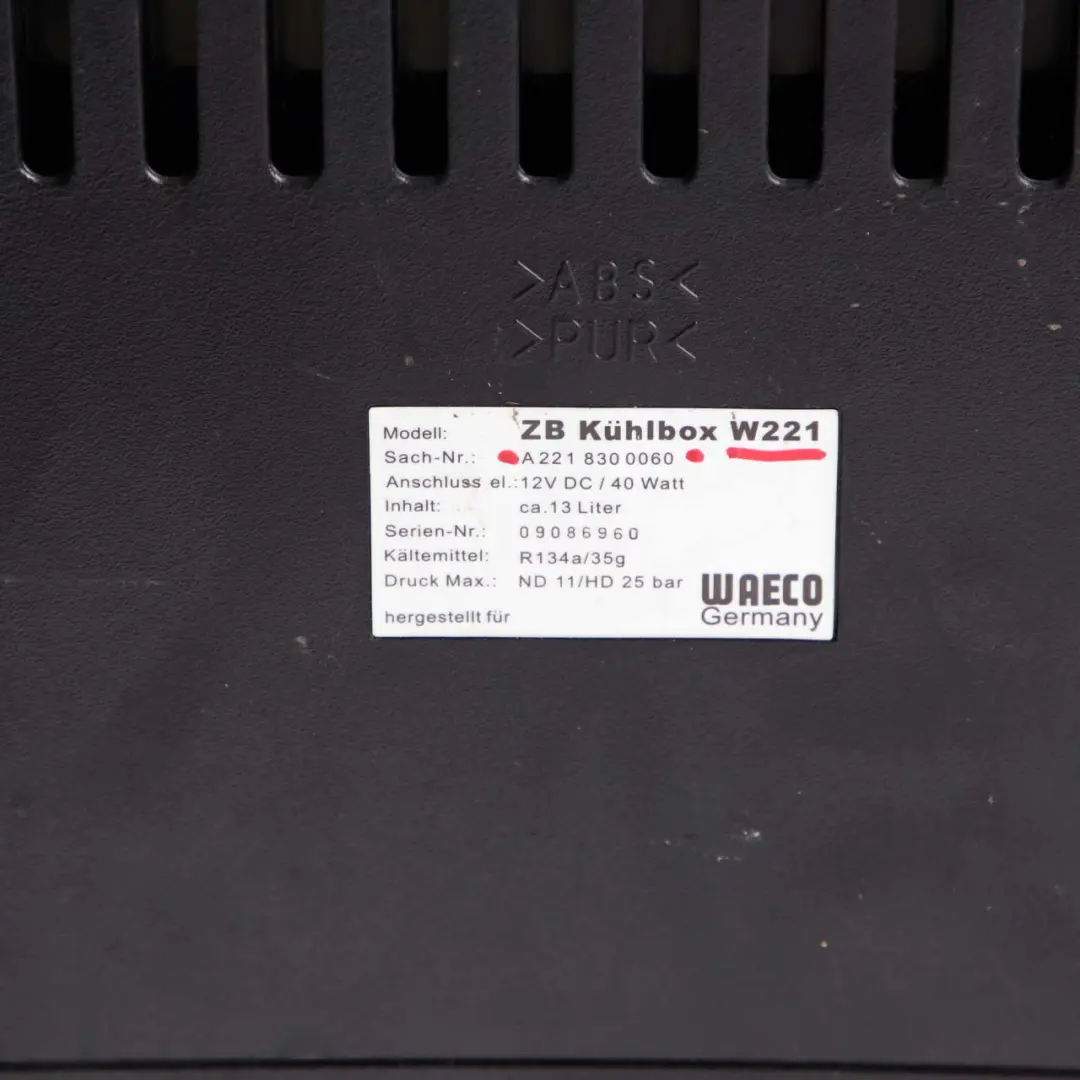 >ABS<
>PUR<
Modell: ZB Kühlbox W221
Sach-Nr.: A 221 830 0060
Anschluss el.: 12V DC / 40 Watt
Inhalt: ca.13 Liter
Serien-Nr.: 09086960
Kältemittel: R134a/35g
Druck Max.: ND 11/HD 25 bar
WAECO
hergestellt für Germany